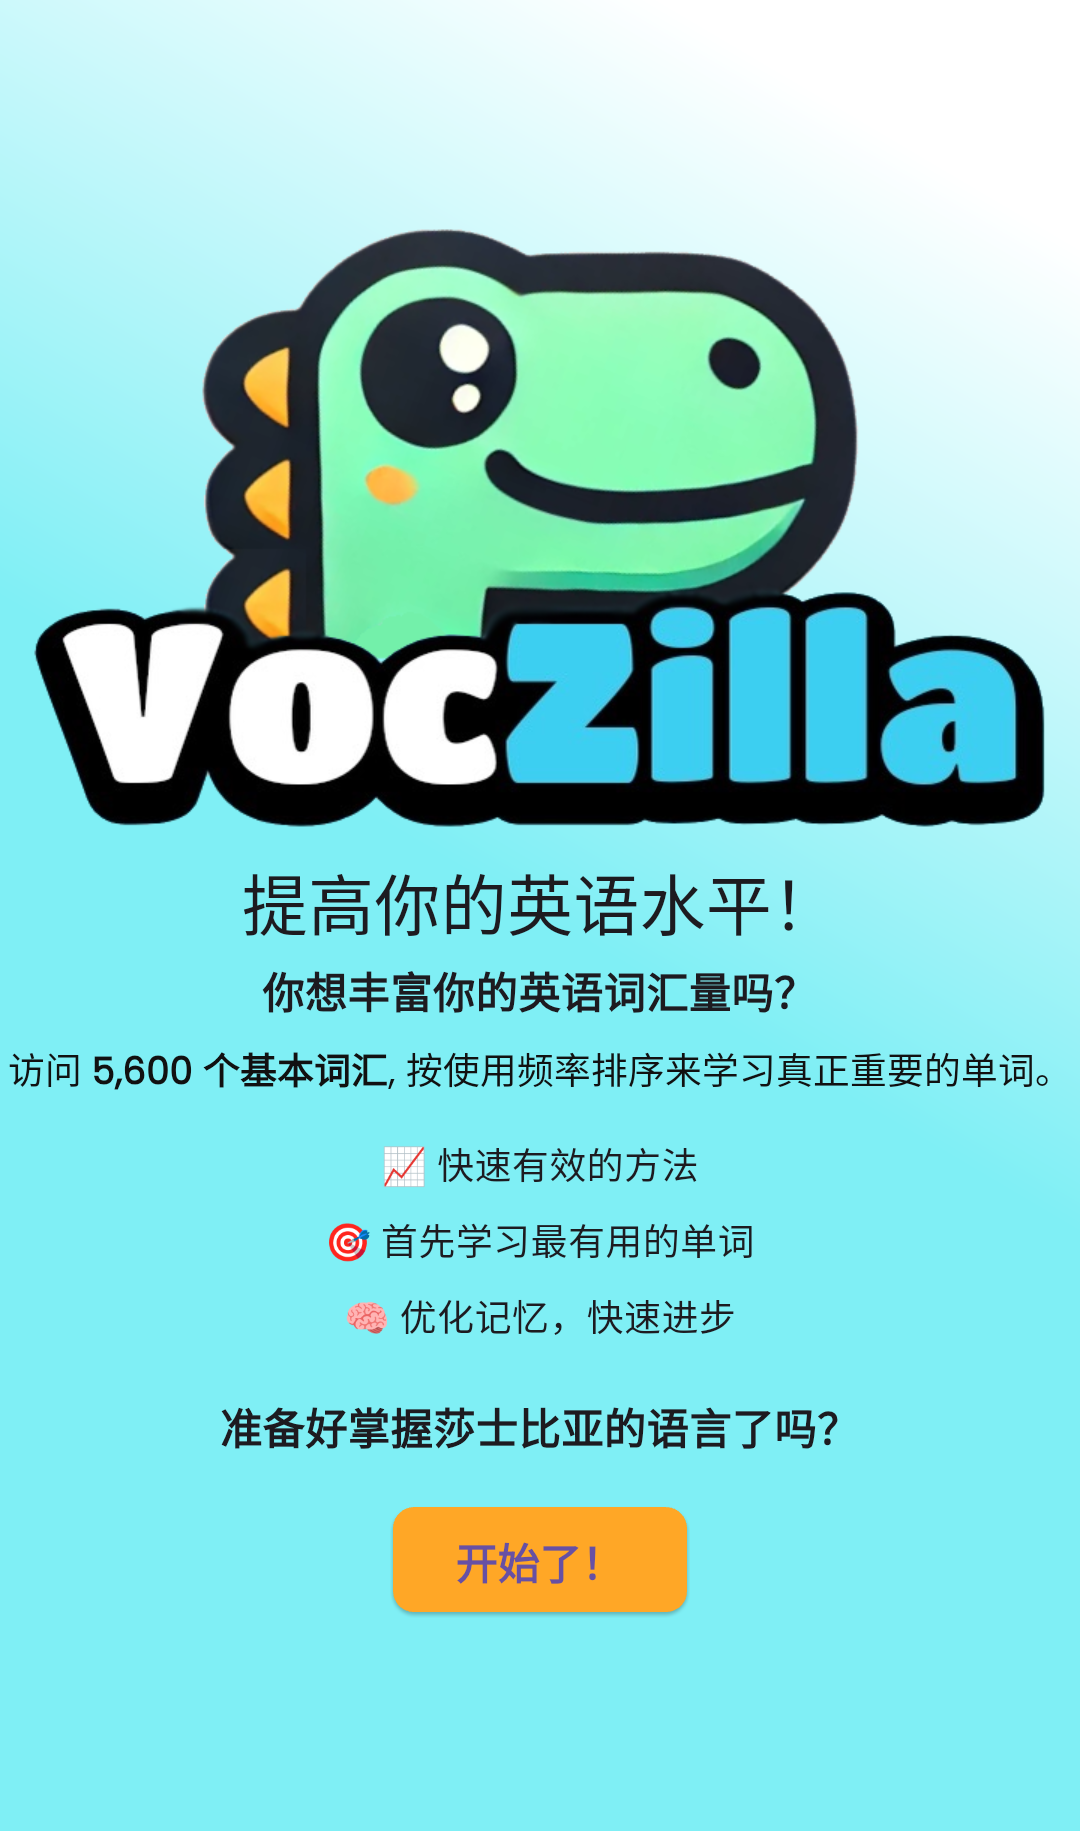 VocZilla
提高你的英语水平！
你想丰富你的英语词汇量吗？
访问 5,600 个基本词汇, 按使用频率排序来学习真正重要的单词。
📈 快速有效的方法
🎯 首先学习最有用的单词
🧠 优化记忆，快速进步
准备好掌握莎士比亚的语言了吗？
开始了！